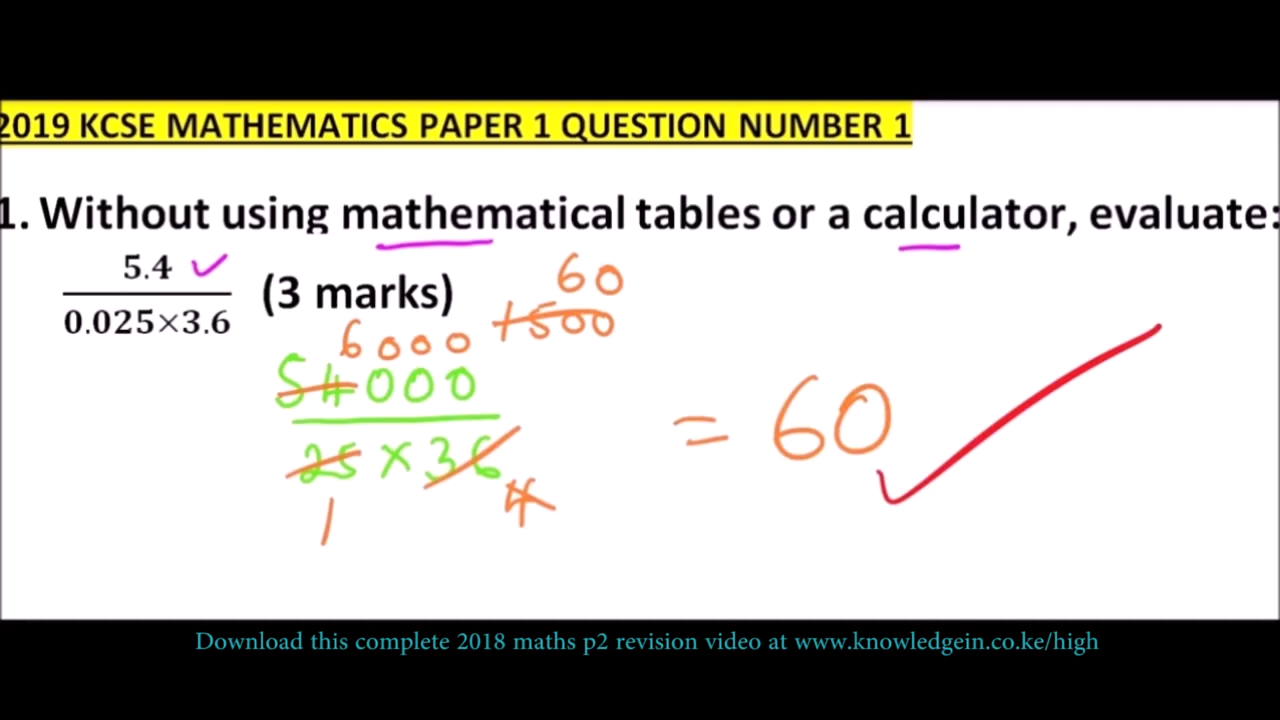 2019 KCSE MATHEMATICS PAPER 1 QUESTION NUMBER 1
1. Without using mathematical tables or a calculator, evaluate:
5.4
0.025×3.6
(3 marks)
60
1500
6000
54000
25 × 36
1
4
= 60
Download this complete 2018 maths p2 revision video at www.knowledgein.co.ke/high